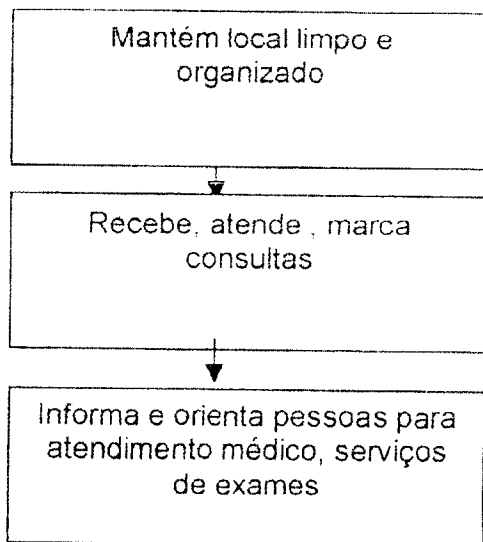 Mantém local limpo e
organizado
Recebe, atende , marca
consultas
Informa e orienta pessoas para
atendimento médico, serviços
de exames